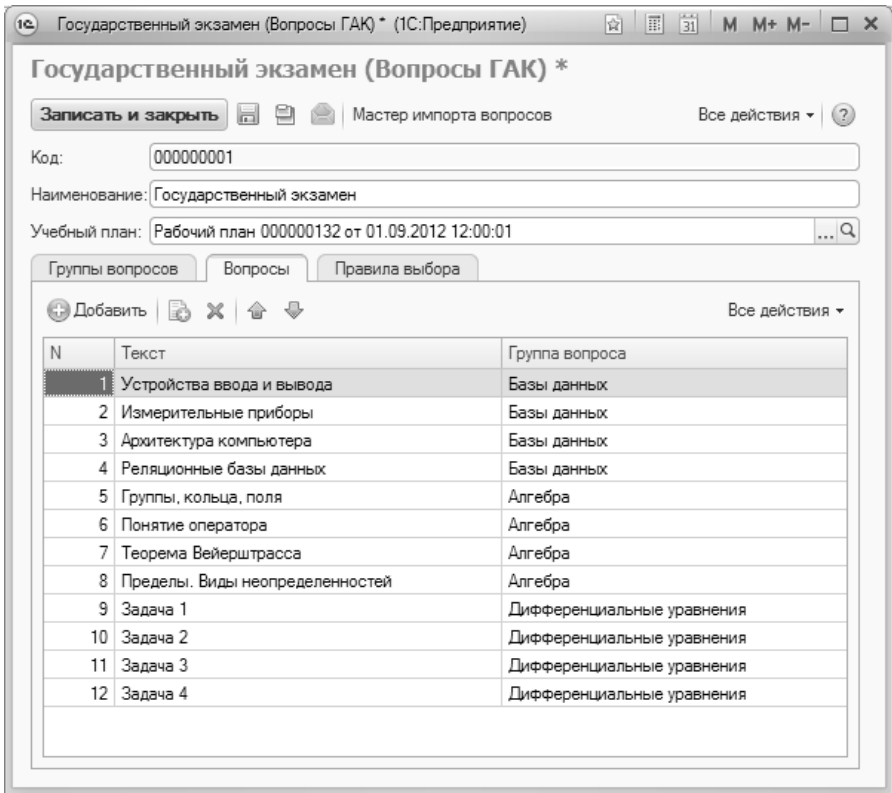 1С Государственный экзамен (Вопросы ГАК) * (1С:Предприятие) 31 M M+ M-
Государственный экзамен (Вопросы ГАК) *
Записать и закрыть Мастер импорта вопросов Все действия ?
Код: 000000001
Наименование: Государственный экзамен
Учебный план: Рабочий план 000000132 от 01.09.2012 12:00:01 ...
Группы вопросов Вопросы Правила выбора
Добавить Все действия
N Текст Группа вопроса
1 Устройства ввода и вывода Базы данных
2 Измерительные приборы Базы данных
3 Архитектура компьютера Базы данных
4 Реляционные базы данных Базы данных
5 Группы, кольца, поля Алгебра
6 Понятие оператора Алгебра
7 Теорема Вейерштрасса Алгебра
8 Пределы. Виды неопределенностей Алгебра
9 Задача 1 Дифференциальные уравнения
10 Задача 2 Дифференциальные уравнения
11 Задача 3 Дифференциальные уравнения
12 Задача 4 Дифференциальные уравнения